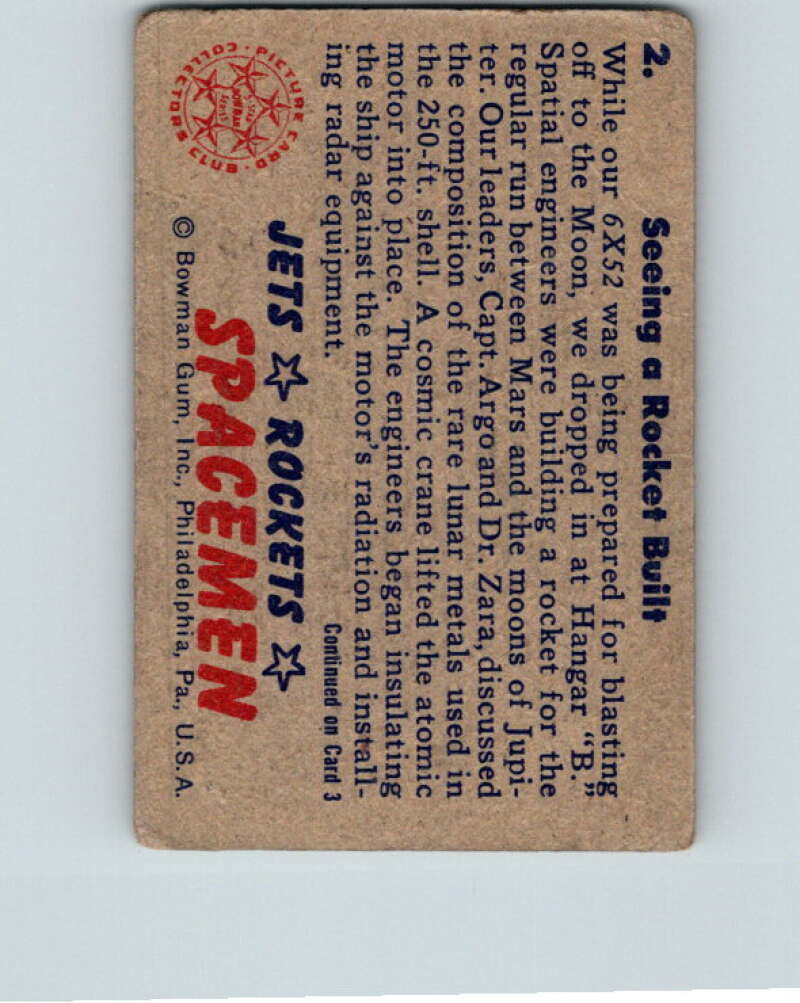 2. Seeing a Rocket Built
While our 6X52 was being prepared for blasting
off to the Moon, we dropped in at Hangar “B.”
Spatial engineers were building a rocket for the
regular run between Mars and the moons of Jupi-
ter. Our leaders, Capt. Argo and Dr. Zara, discussed
the composition of the rare lunar metals used in
the 250-ft. shell. A cosmic crane lifted the atomic
motor into place. The engineers began insulating
the ship against the motor's radiation and install-
ing radar equipment.
Continued on Card 3
JETS ☆ ROCKETS ☆
SPACEMEN
© Bowman Gum, Inc., Philadelphia, Pa., U.S.A.
PICTURE CARD · COLLECTORS CLUB ·
5-STAR
BOWMAN